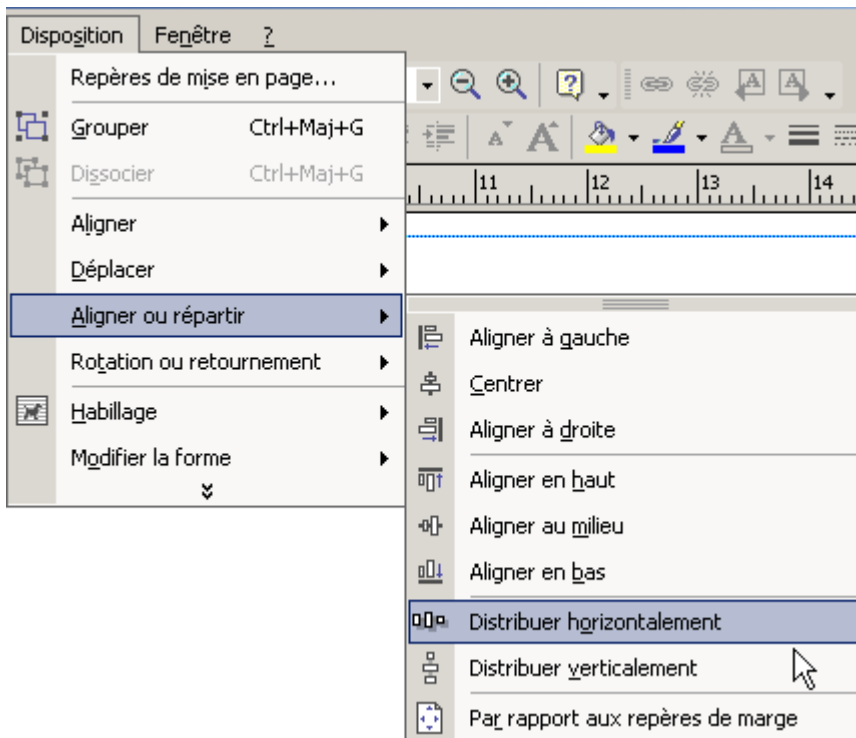 Disposition Fenêtre ?
Repères de mise en page...
Grouper Ctrl+Maj+G
Dissocier Ctrl+Maj+G
Aligner
Déplacer
Aligner ou répartir
Rotation ou retournement
Habillage
Modifier la forme
A A
11 12 13 14
Aligner à gauche
Centrer
Aligner à droite
Aligner en haut
Aligner au milieu
Aligner en bas
Distribuer horizontalement
Distribuer verticalement
Par rapport aux repères de marge